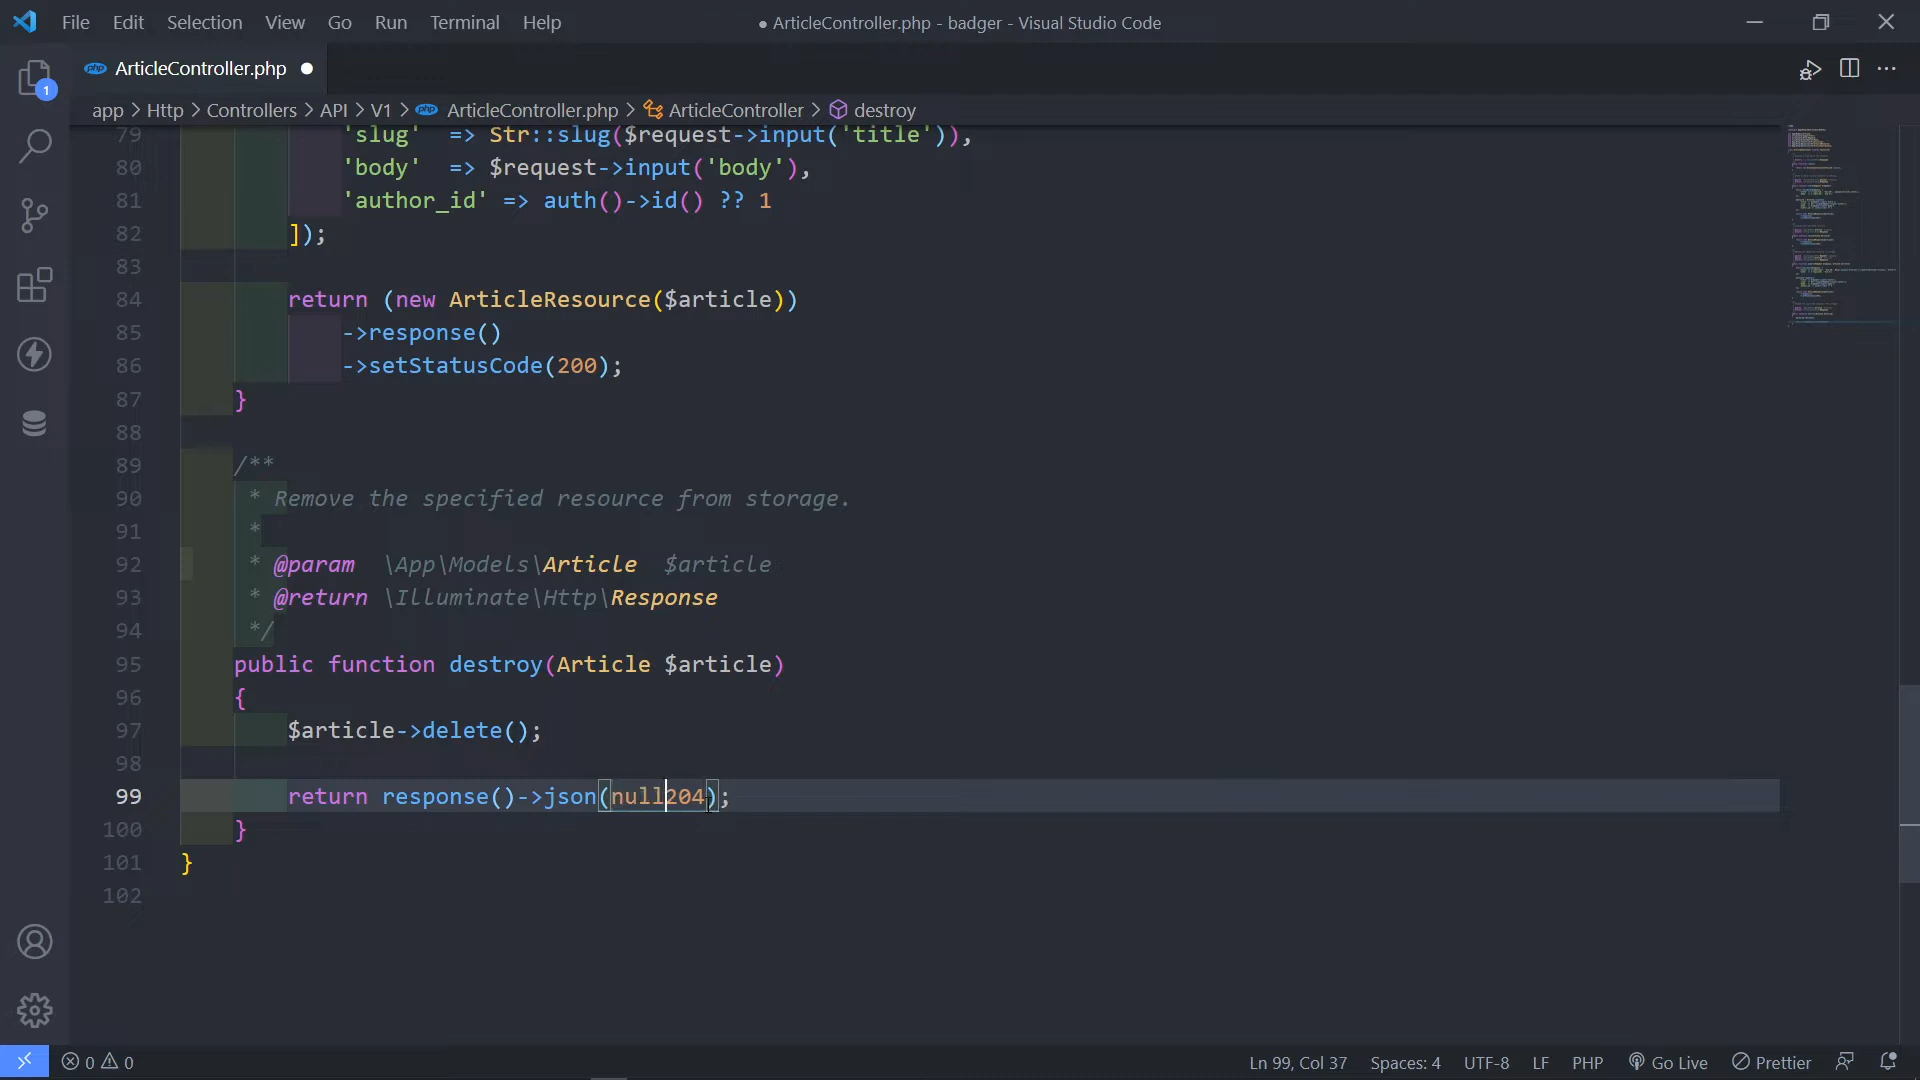 File Edit Selection View Go Run Terminal Help
● ArticleController.php - badger - Visual Studio Code
php ArticleController.php
1
app > Http > Controllers > API > V1 > php ArticleController.php > ArticleController > destroy
79 'slug' => Str::slug($request->input('title')),
80 'body' => $request->input('body'),
81 'author_id' => auth()->id() ?? 1
82 ]);
83
84 return (new ArticleResource($article))
85 ->response()
86 ->setStatusCode(200);
87 }
88
89 /**
90 * Remove the specified resource from storage.
91 *
92 * @param \App\Models\Article $article
93 * @return \Illuminate\Http\Response
94 */
95 public function destroy(Article $article)
96 {
97 $article->delete();
98
99 return response()->json(null204);
100 }
101 }
102
0 0
Ln 99, Col 37 Spaces: 4 UTF-8 LF PHP Go Live Prettier